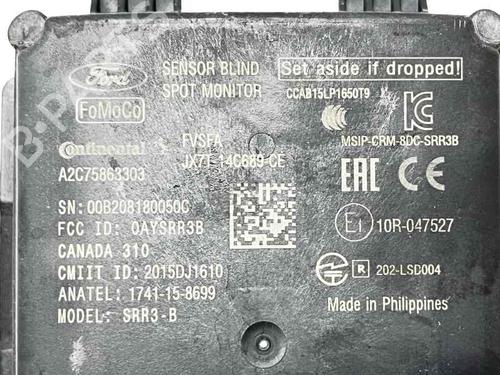 Ford
FoMoCo
SENSOR BLIND
SPOT MONITOR
Set aside if dropped!
CCAB15LP1650T9
MSIP-CRM-8DC-SRR3B
Continental
A2C75863303
FVSFA
JX7T-14C689-CE
EAC CE
SN: 00B208180050C
FCC ID: OAYSRR3B
CANADA 310
CMIIT ID: 2015DJ1610
ANATEL: 1741-15-8699
MODEL: SRR3-B
E1 10R-047527
R 202-LSD004
Made in Philippines